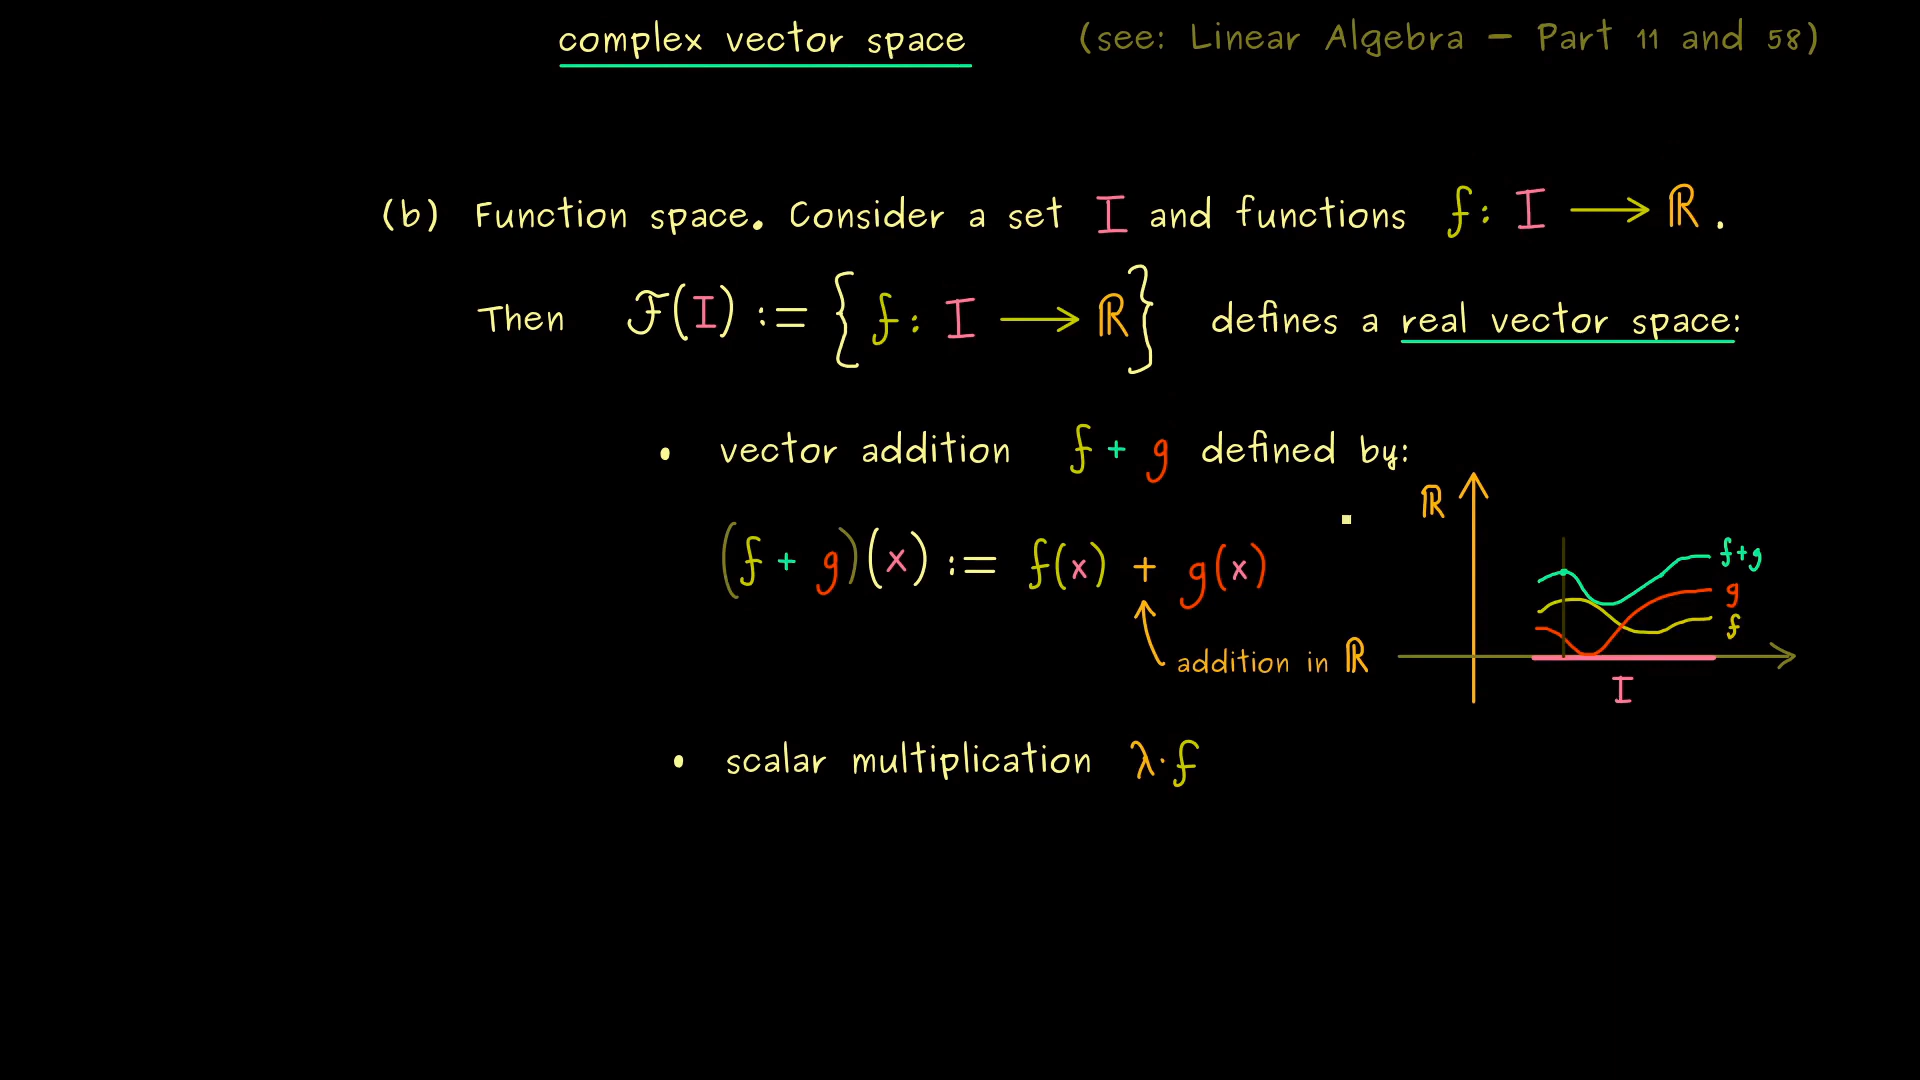 complex vector space (see: Linear Algebra – Part 11 and 58)
(b) Function space. Consider a set I and functions f: I ⟶ ℝ.
Then ℱ(I) := { f: I ⟶ ℝ } defines a real vector space:
• vector addition f + g defined by:
(f + g)(x) := f(x) + g(x)
addition in ℝ
ℝ
f+g
g
f
I
• scalar multiplication λ·f